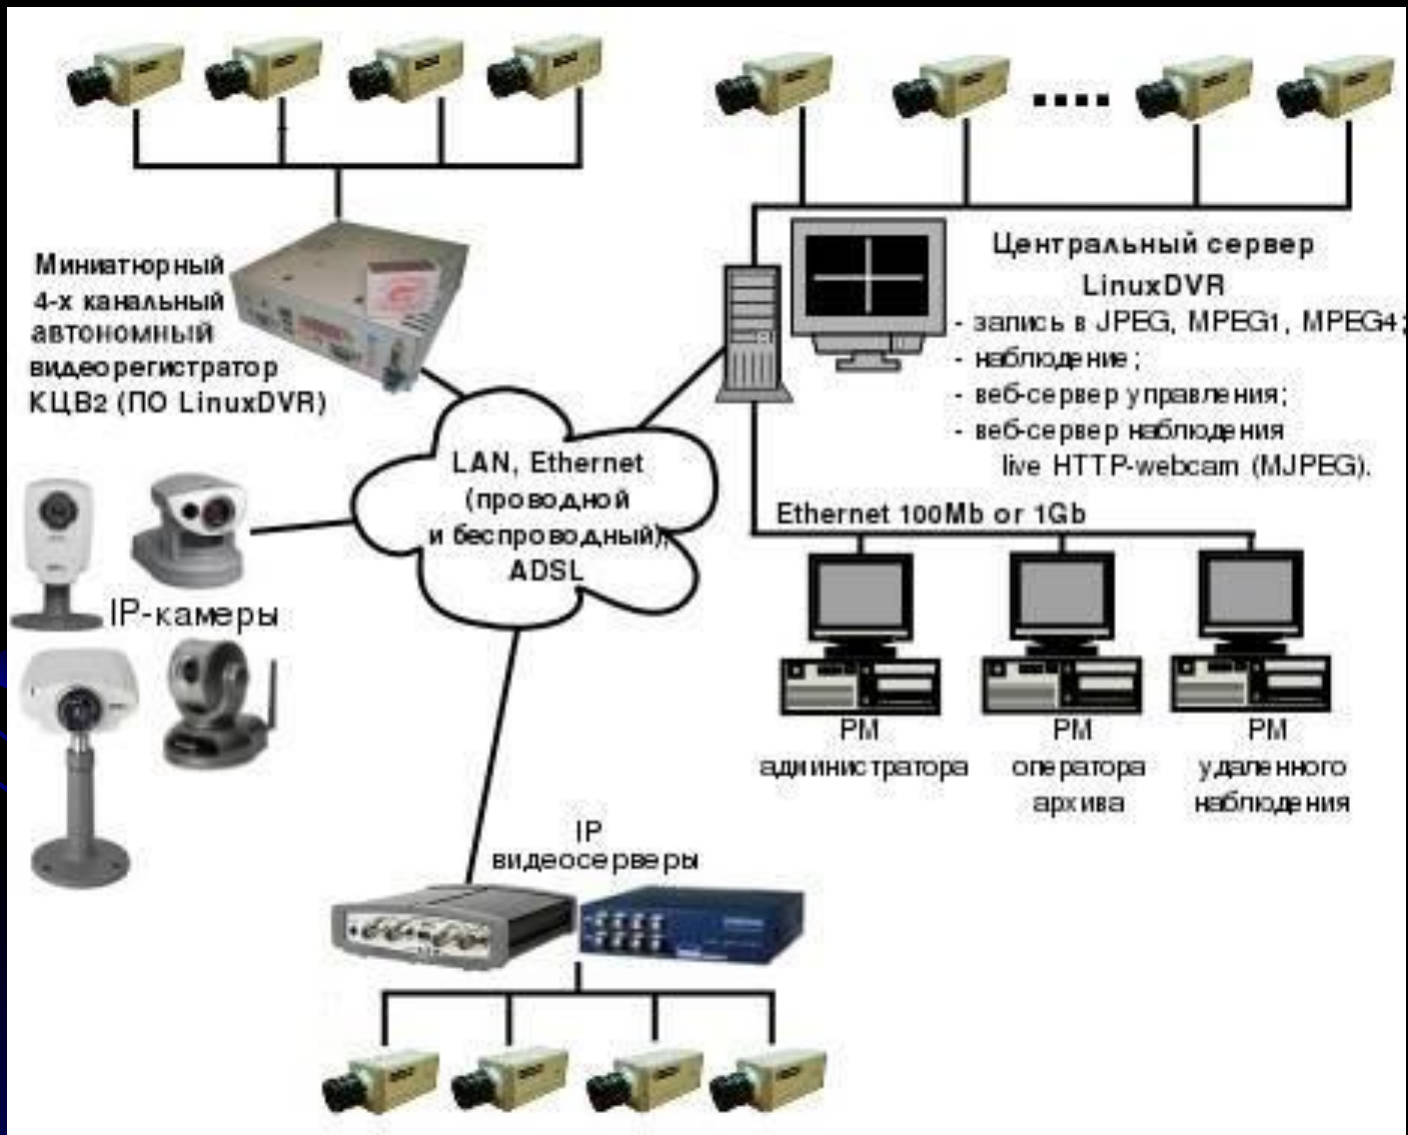 Миниатюрный
4-х канальный
автономный
видеорегистратор
КЦВ2 (ПО LinuxDVR)
Центральный сервер
LinuxDVR
- запись в JPEG, MPEG1, MPEG4;
- наблюдение;
- веб-сервер управления;
- веб-сервер наблюдения
live HTTP-webcam (MJPEG).
LAN, Ethernet
(проводной
и беспроводный),
ADSL
Ethernet 100Mb or 1Gb
IP-камеры
РМ
администратора
РМ
оператора
архива
РМ
удаленного
наблюдения
IP
видеосерверы